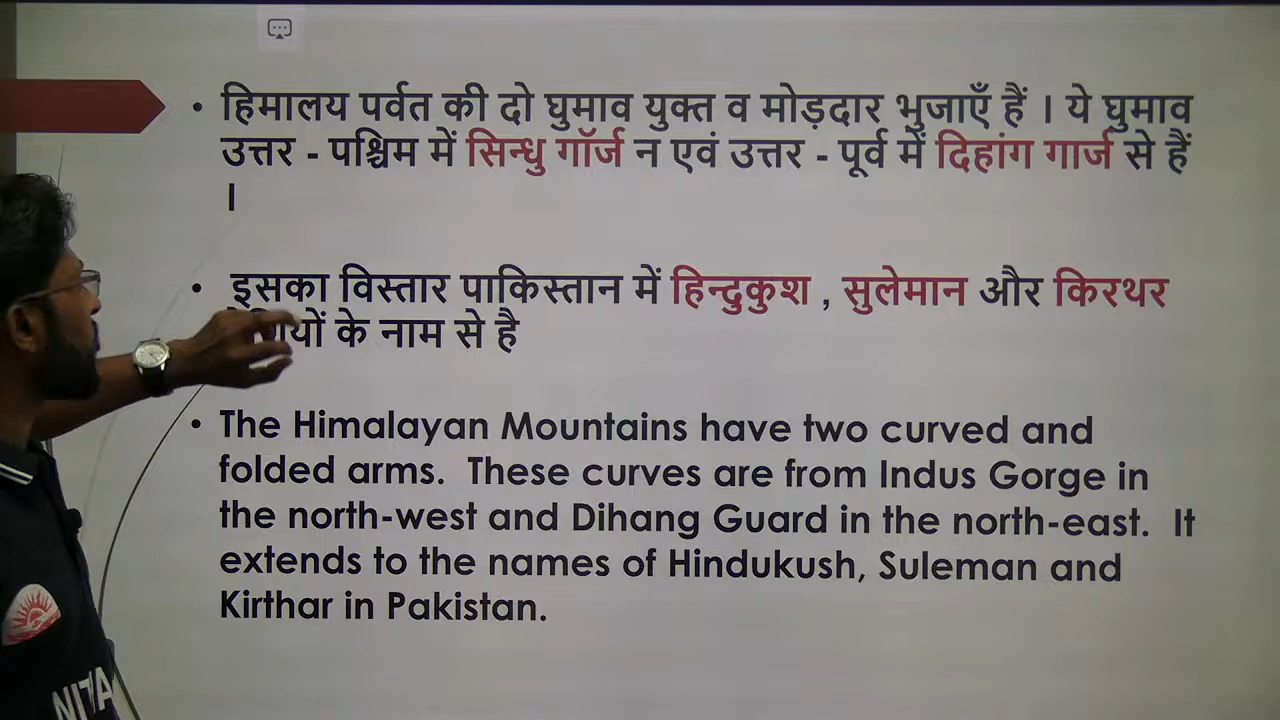 • हिमालय पर्वत की दो घुमाव युक्त व मोड़दार भुजाएँ हैं । ये घुमाव
उत्तर - पश्चिम में सिन्धु गॉर्ज न एवं उत्तर - पूर्व में दिहांग गार्ज से हैं
।
• इसका विस्तार पाकिस्तान में हिन्दुकुश , सुलेमान और किरथर
के नाम से है
• The Himalayan Mountains have two curved and
folded arms. These curves are from Indus Gorge in
the north-west and Dihang Guard in the north-east. It
extends to the names of Hindukush, Suleman and
Kirthar in Pakistan.